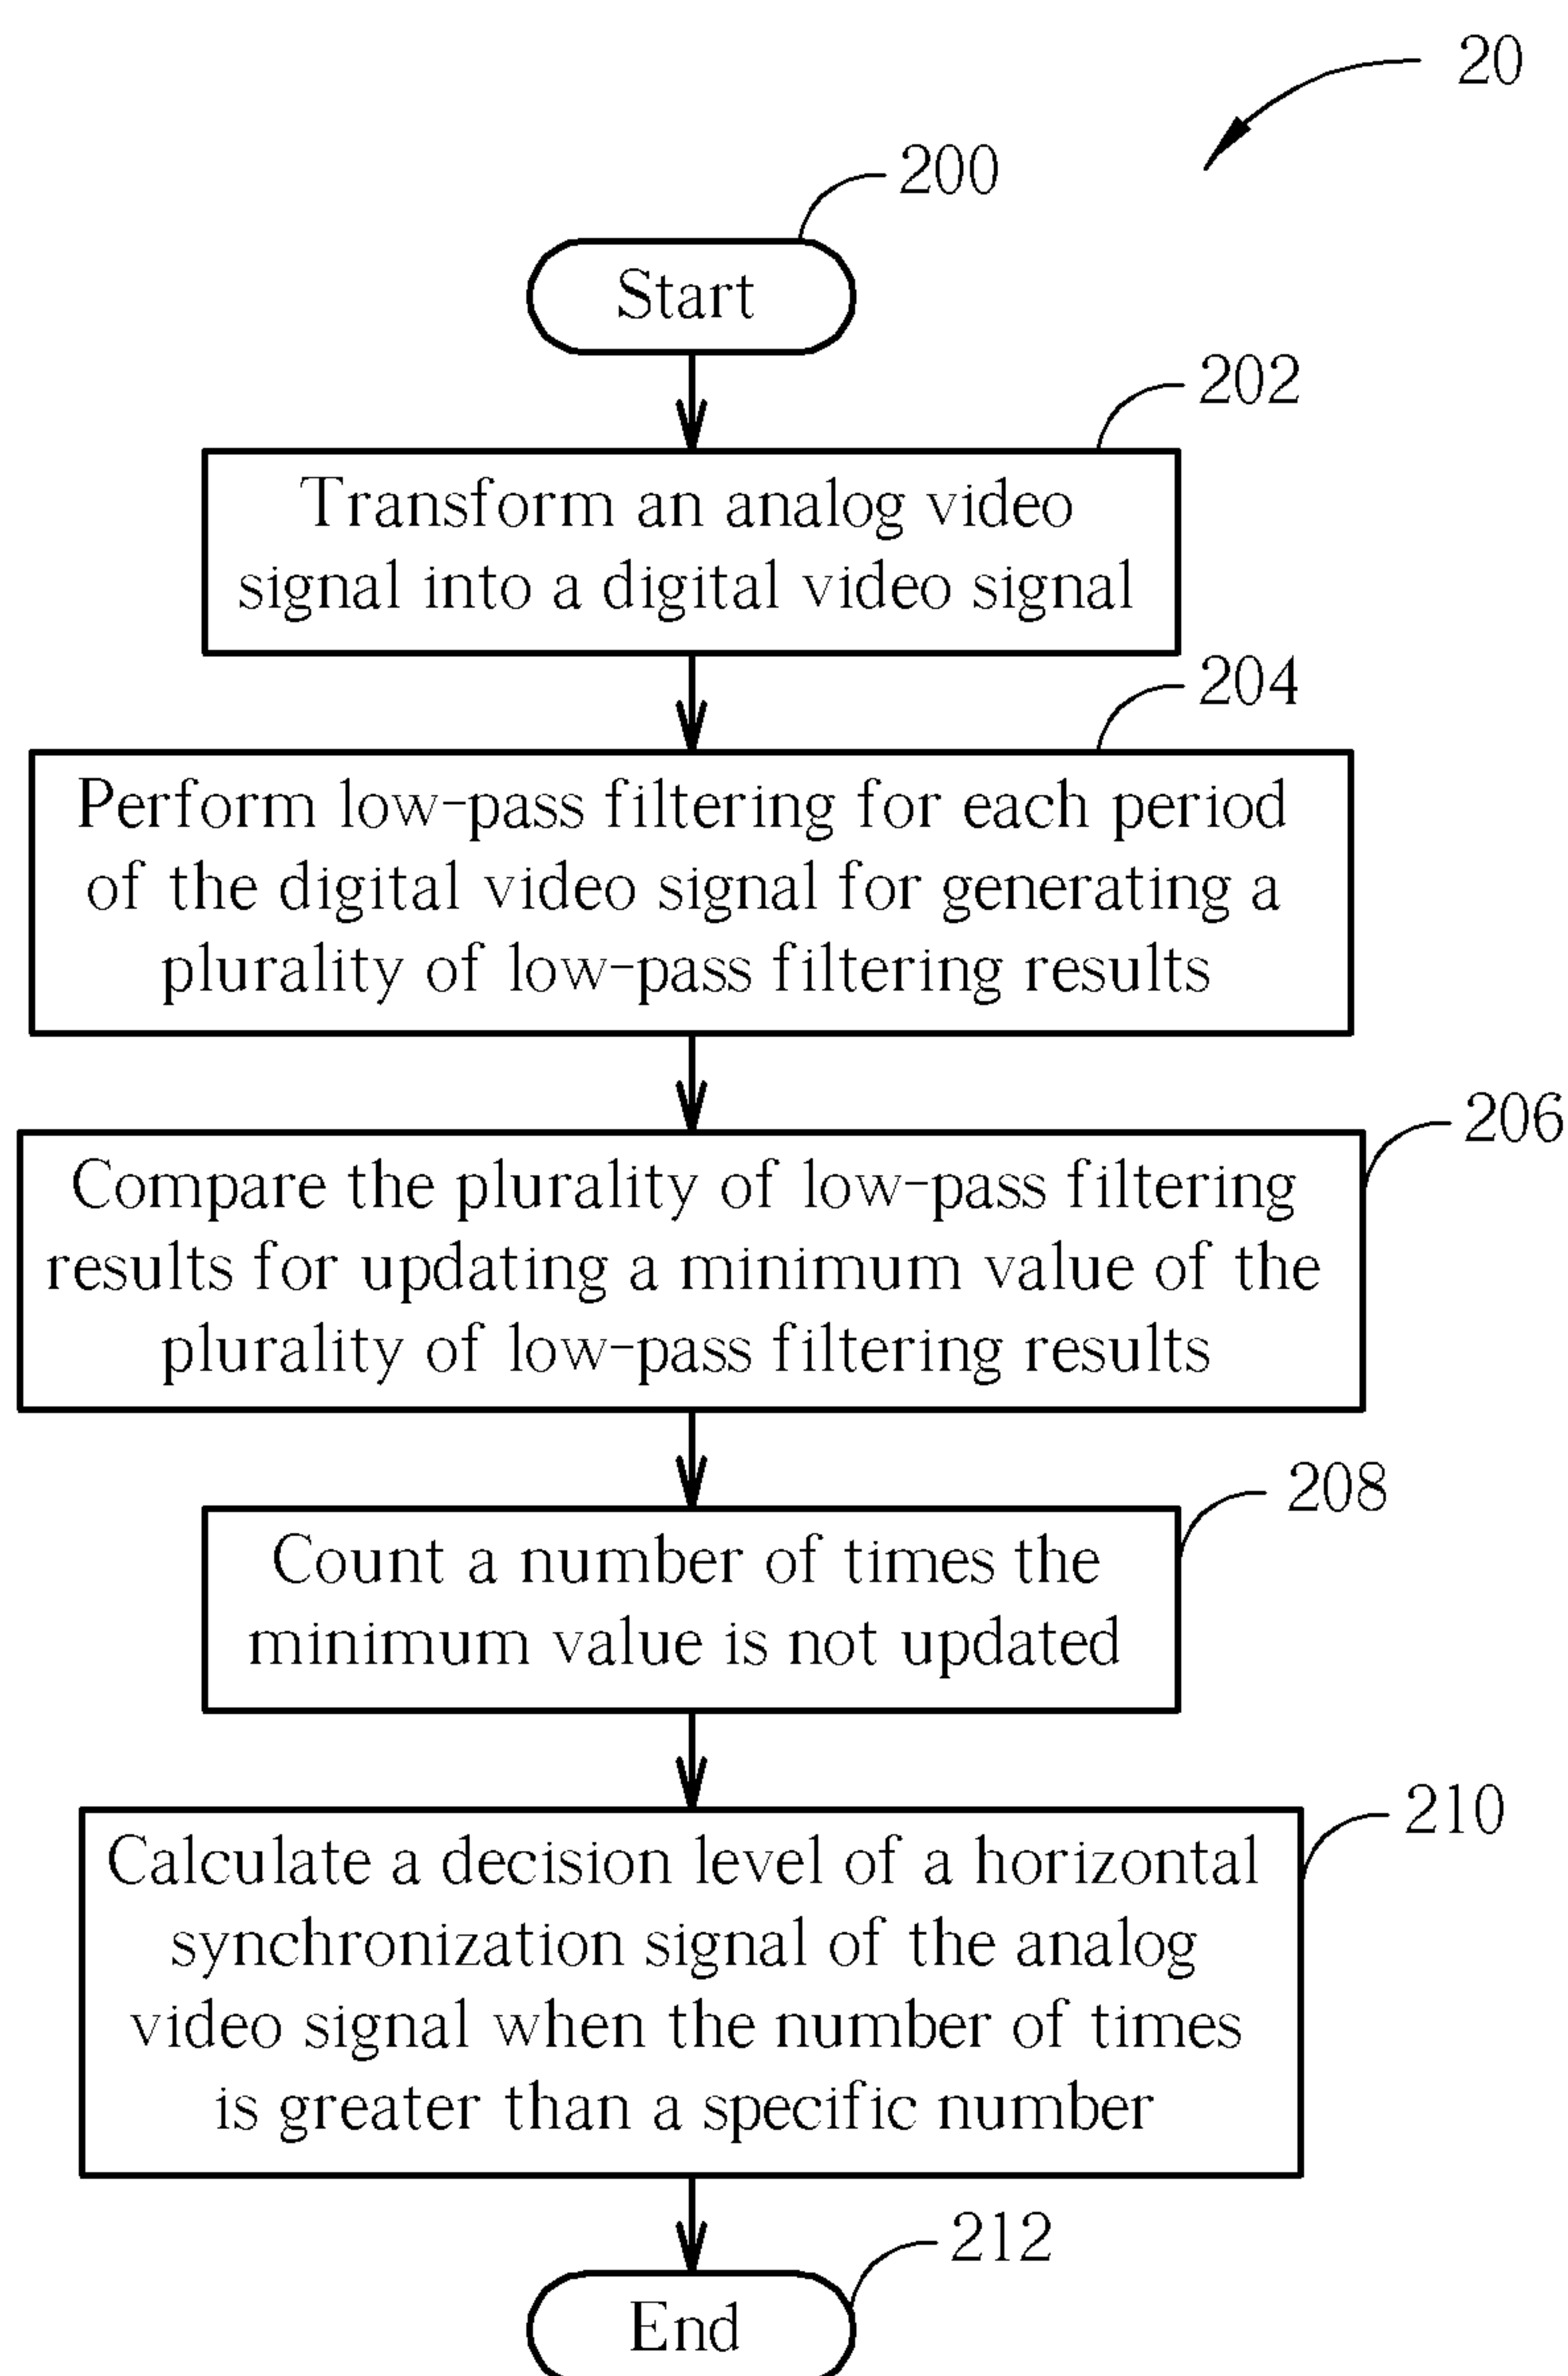 20
200
Start
202
Transform an analog video
signal into a digital video signal
204
Perform low-pass filtering for each period
of the digital video signal for generating a
plurality of low-pass filtering results
206
Compare the plurality of low-pass filtering
results for updating a minimum value of the
plurality of low-pass filtering results
208
Count a number of times the
minimum value is not updated
210
Calculate a decision level of a horizontal
synchronization signal of the analog
video signal when the number of times
is greater than a specific number
212
End